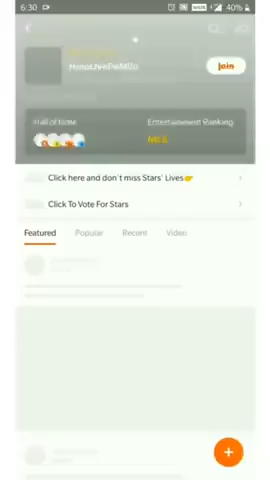 6:30
40%
Join
Hall of fame
Entertainment Ranking
Click here and don't miss Stars' Lives👉
Click To Vote For Stars
Featured Popular Recent Video